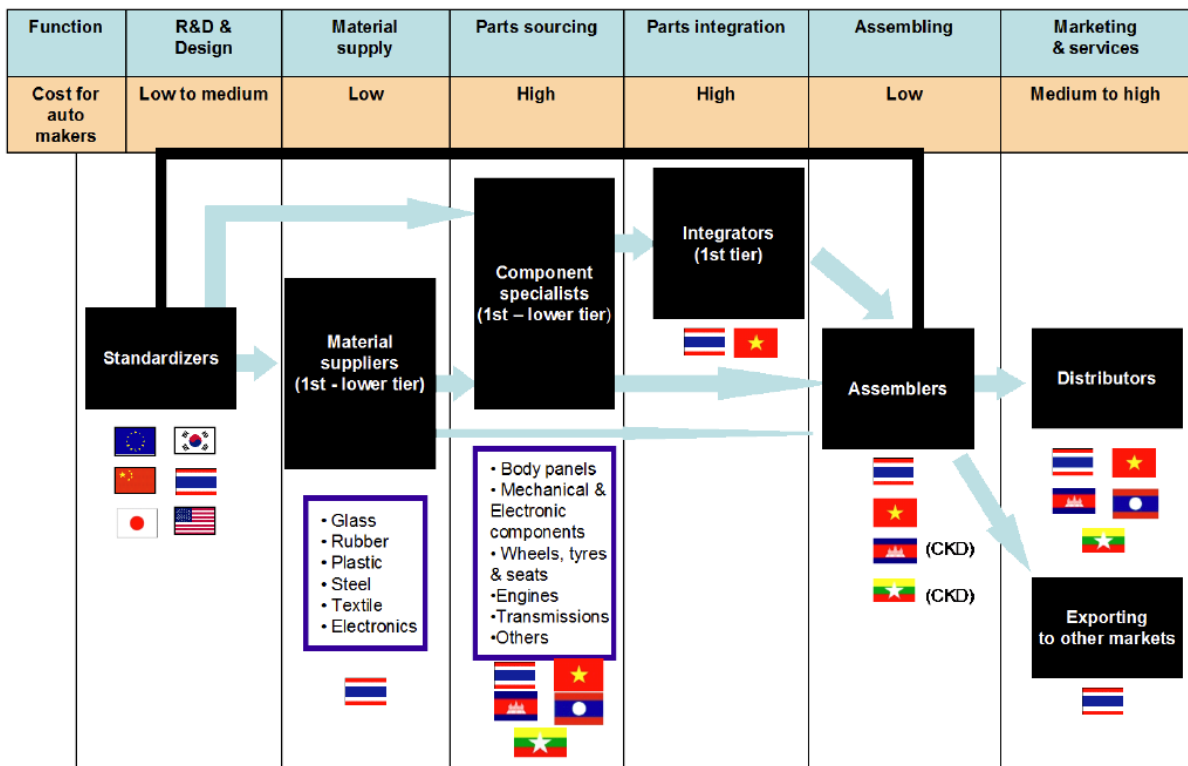 Function
R&D &
Design
Material
supply
Parts sourcing
Parts integration
Assembling
Marketing
& services
Cost for
auto
makers
Low to medium
Low
High
High
Low
Medium to high
Standardizers
Material
suppliers
(1st - lower tier)
Component
specialists
(1st – lower tier)
Integrators
(1st tier)
Assemblers
Distributors
• Glass
• Rubber
• Plastic
• Steel
• Textile
• Electronics
• Body panels
• Mechanical &
Electronic
components
• Wheels, tyres
& seats
•Engines
•Transmissions
•Others
(CKD)
(CKD)
Exporting
to other markets